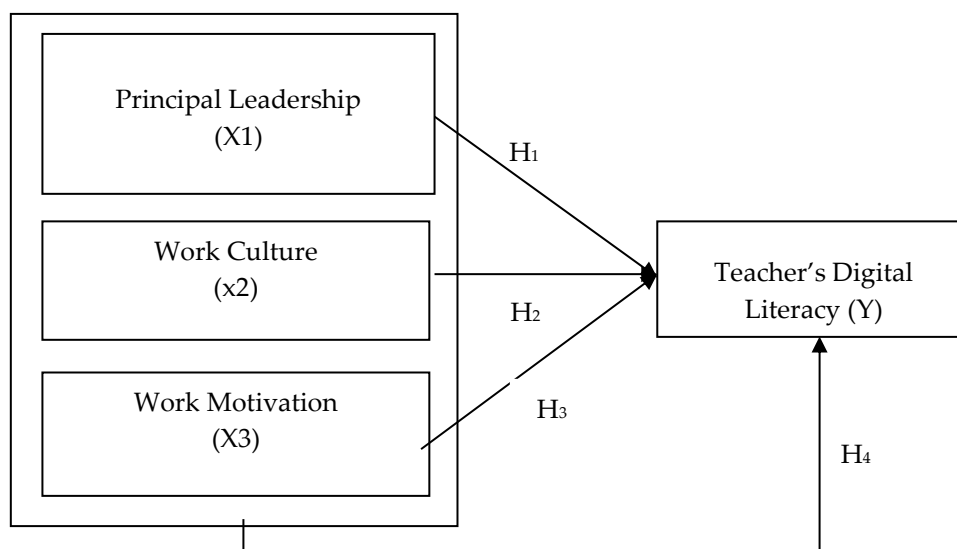 Principal Leadership
(X1)
H1
Work Culture
(x2)
H2
Teacher’s Digital
Literacy (Y)
Work Motivation
(X3)
H3
H4